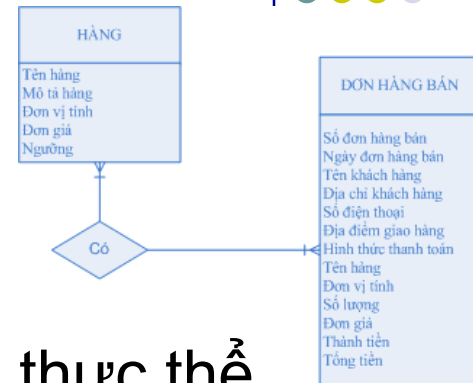 HÀNG
Tên hàng
Mô tả hàng
Đơn vị tính
Đơn giá
Ngưỡng
ĐƠN HÀNG BÁN
Số đơn hàng bán
Ngày đơn hàng bán
Tên khách hàng
Địa chỉ khách hàng
Số điện thoại
Địa điểm giao hàng
Hình thức thanh toán
Tên hàng
Đơn vị tính
Số lượng
Đơn giá
Thành tiền
Tổng tiền
Có
thực thể